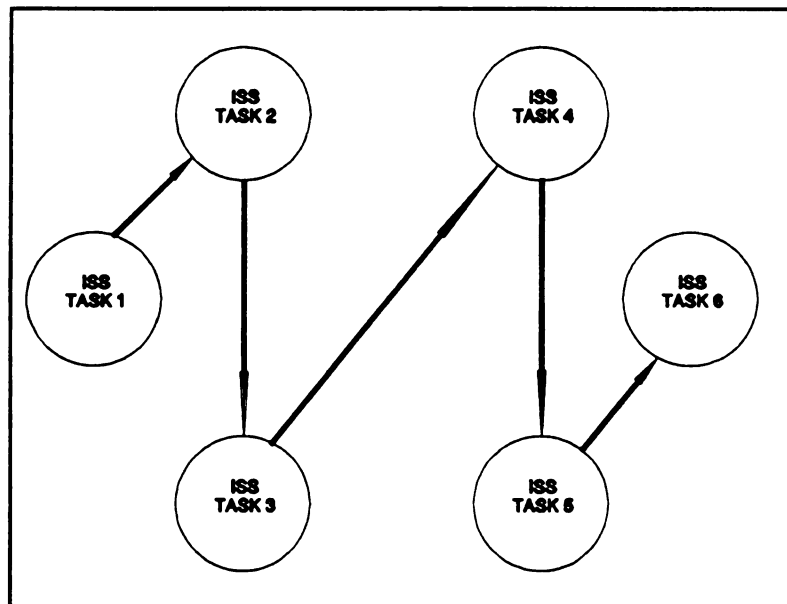 ISS
TASK 1
ISS
TASK 2
ISS
TASK 3
ISS
TASK 4
ISS
TASK 5
ISS
TASK 6